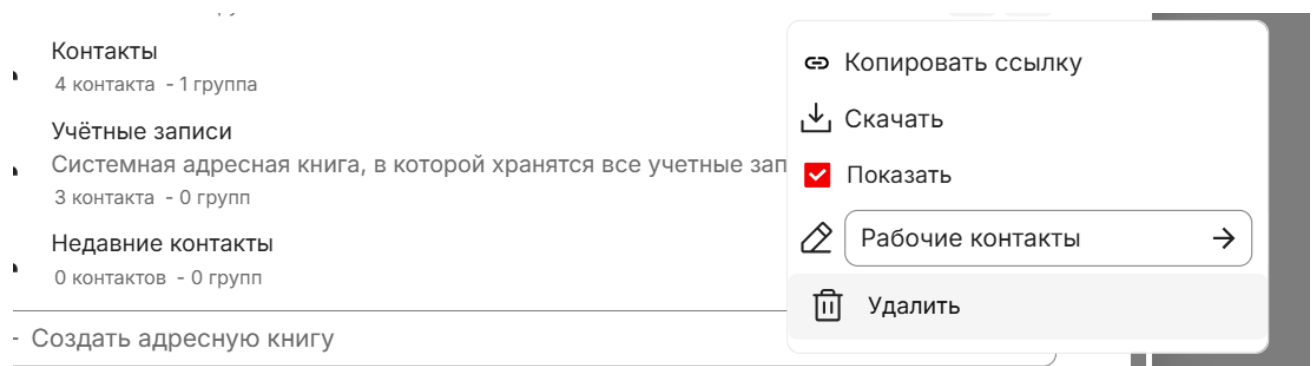 Контакты
4 контакта - 1 группа
Учётные записи
Системная адресная книга, в которой хранятся все учетные
3 контакта - 0 групп
Недавние контакты
0 контактов - 0 групп
Создать адресную книгу
Копировать ссылку
Скачать
Показать
Рабочие контакты
Удалить